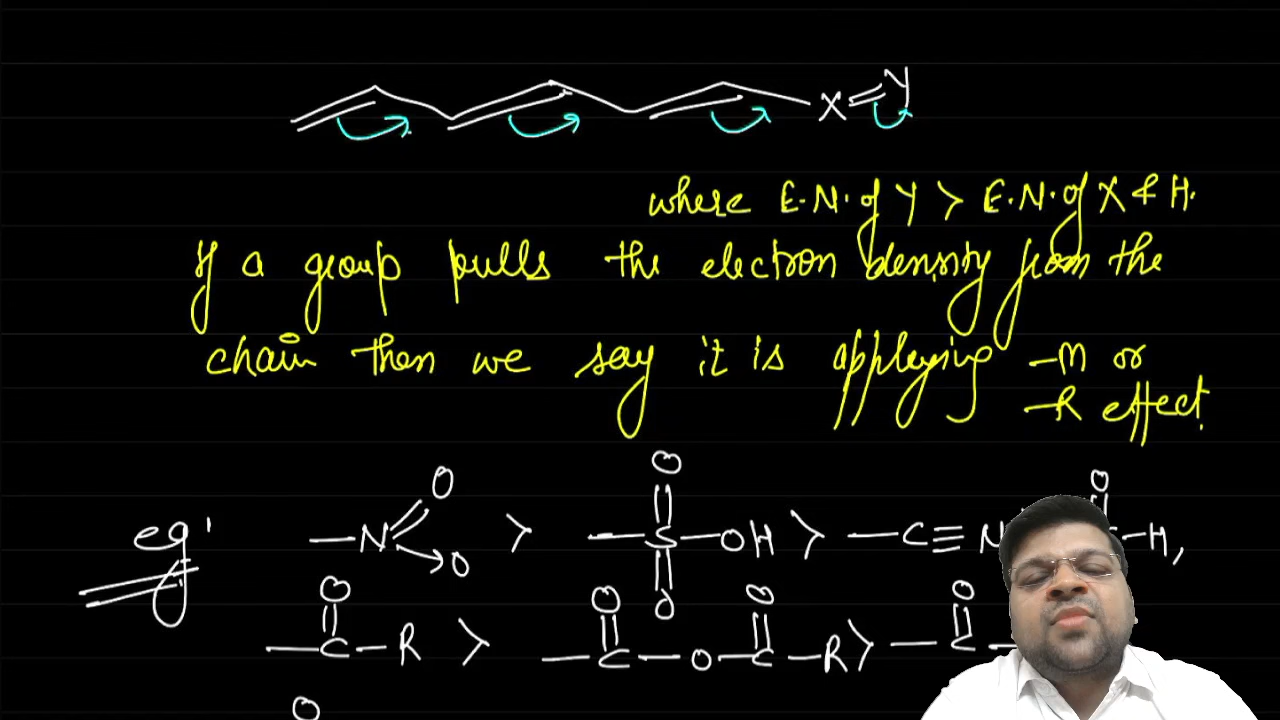 X=Y
where E.N. of Y > E.N. of X & H.
If a group pulls the electron density from the
chain then we say it is applying -M or
-R effect.
eg' -N=O→O > -S(=O)(=O)-OH > -C≡N O -H,
-C(=O)-R > -C(=O)-O-C(=O)-R > -C(=O)-
O